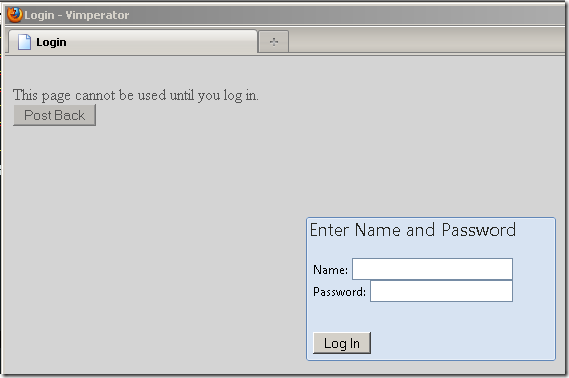 Login - Vimperator
Login
This page cannot be used until you log in.
Post Back
Enter Name and Password
Name:
Password:
Log In